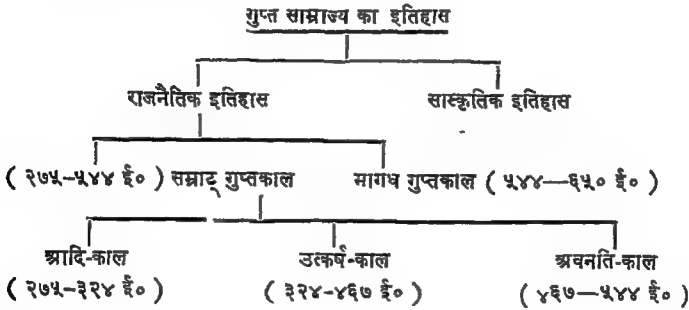 गुप्त साम्राज्य का इतिहास
राजनैतिक इतिहास सास्कृतिक इतिहास
( २७५–५४४ ई० ) सम्राट् गुप्तकाल मागध गुप्तकाल ( ५४४—६५० ई० )
आदि-काल उत्कर्ष-काल अवनति-काल
( २७५–३२४ ई० ) ( ३२४-४६७ ई० ) ( ४६७—५४४ ई० )